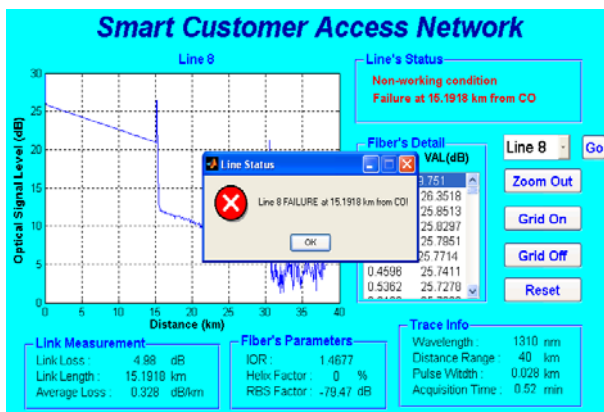 Smart Customer Access Network
Line 8
30
25
20
15
10
5
0
0 5 10 15 20 25 30 35 40
Optical Signal Level (dB)
Distance (km)
Line's Status
Non-working condition
Failure at 15.1918 km from CO
Fiber's Detail
VAL(dB)
9.751
26.3518
25.8513
25.8297
25.7851
25.7714
0.4596 25.7411
0.5362 25.7278
Line 8
Go
Zoom Out
Grid On
Grid Off
Reset
Line Status
Line 8 FAILURE at 15.1918 km from CO!
OK
Link Measurement
Link Loss : 4.98 dB
Link Length : 15.1918 km
Average Loss : 0.328 dB/km
Fiber's Parameters
IOR : 1.4677
Helix Factor : 0 %
RBS Factor : -79.47 dB
Trace Info
Wavelength : 1310 nm
Distance Range : 40 km
Pulse Witdth : 0.028 km
Acquisition Time : 0.52 min